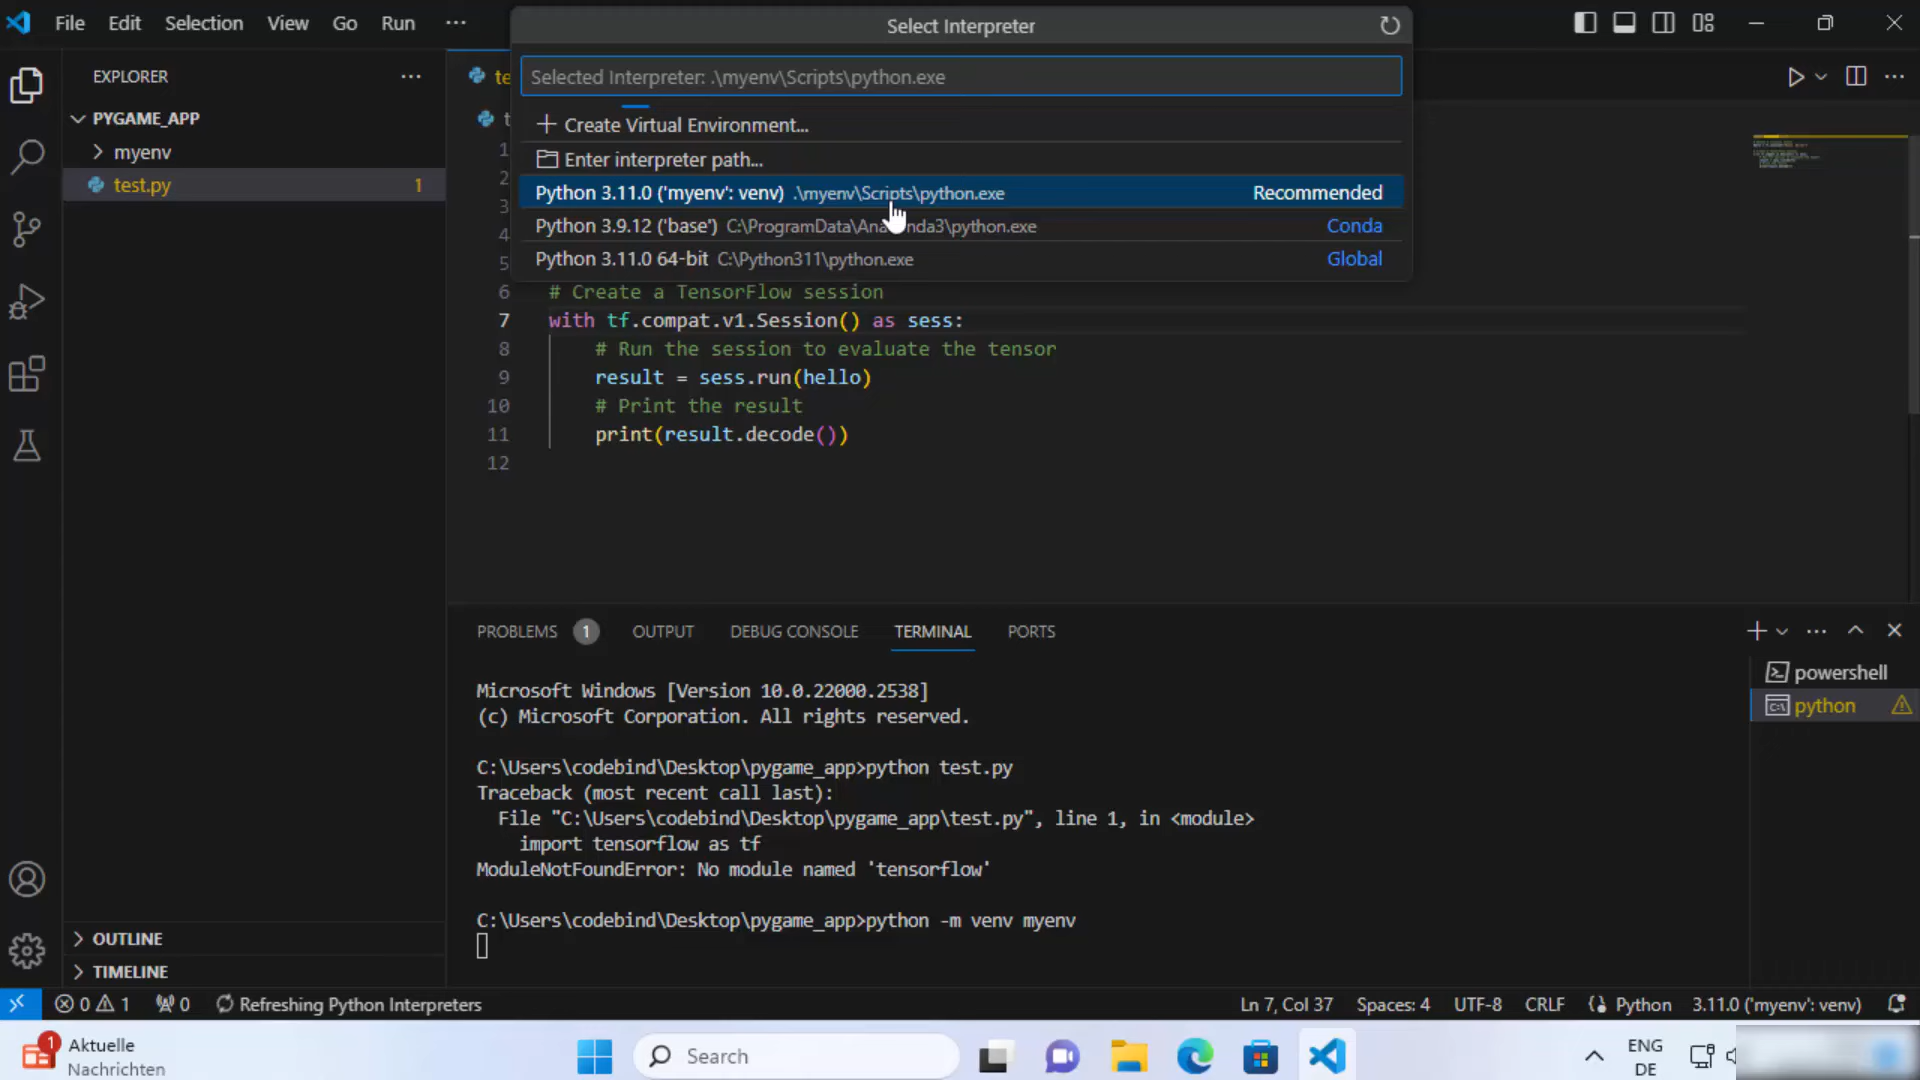 File Edit Selection View Go Run ···
Select Interpreter
Selected Interpreter: .\myenv\Scripts\python.exe
+ Create Virtual Environment...
Enter interpreter path...
Python 3.11.0 ('myenv': venv) .\myenv\Scripts\python.exe Recommended
Python 3.9.12 ('base') C:\ProgramData\Anaconda3\python.exe Conda
Python 3.11.0 64-bit C:\Python311\python.exe Global
EXPLORER ···
PYGAME_APP
myenv
test.py 1
te
t
1
2
3
4
5
6 # Create a TensorFlow session
7 with tf.compat.v1.Session() as sess:
8 # Run the session to evaluate the tensor
9 result = sess.run(hello)
10 # Print the result
11 print(result.decode())
12
PROBLEMS 1 OUTPUT DEBUG CONSOLE TERMINAL PORTS
powershell
python
Microsoft Windows [Version 10.0.22000.2538]
(c) Microsoft Corporation. All rights reserved.
C:\Users\codebind\Desktop\pygame_app>python test.py
Traceback (most recent call last):
File "C:\Users\codebind\Desktop\pygame_app\test.py", line 1, in <module>
import tensorflow as tf
ModuleNotFoundError: No module named 'tensorflow'
C:\Users\codebind\Desktop\pygame_app>python -m venv myenv
OUTLINE
TIMELINE
0 1 0 Refreshing Python Interpreters
Ln 7, Col 37 Spaces: 4 UTF-8 CRLF Python 3.11.0 ('myenv': venv)
1 Aktuelle
Nachrichten
Search
ENG
DE